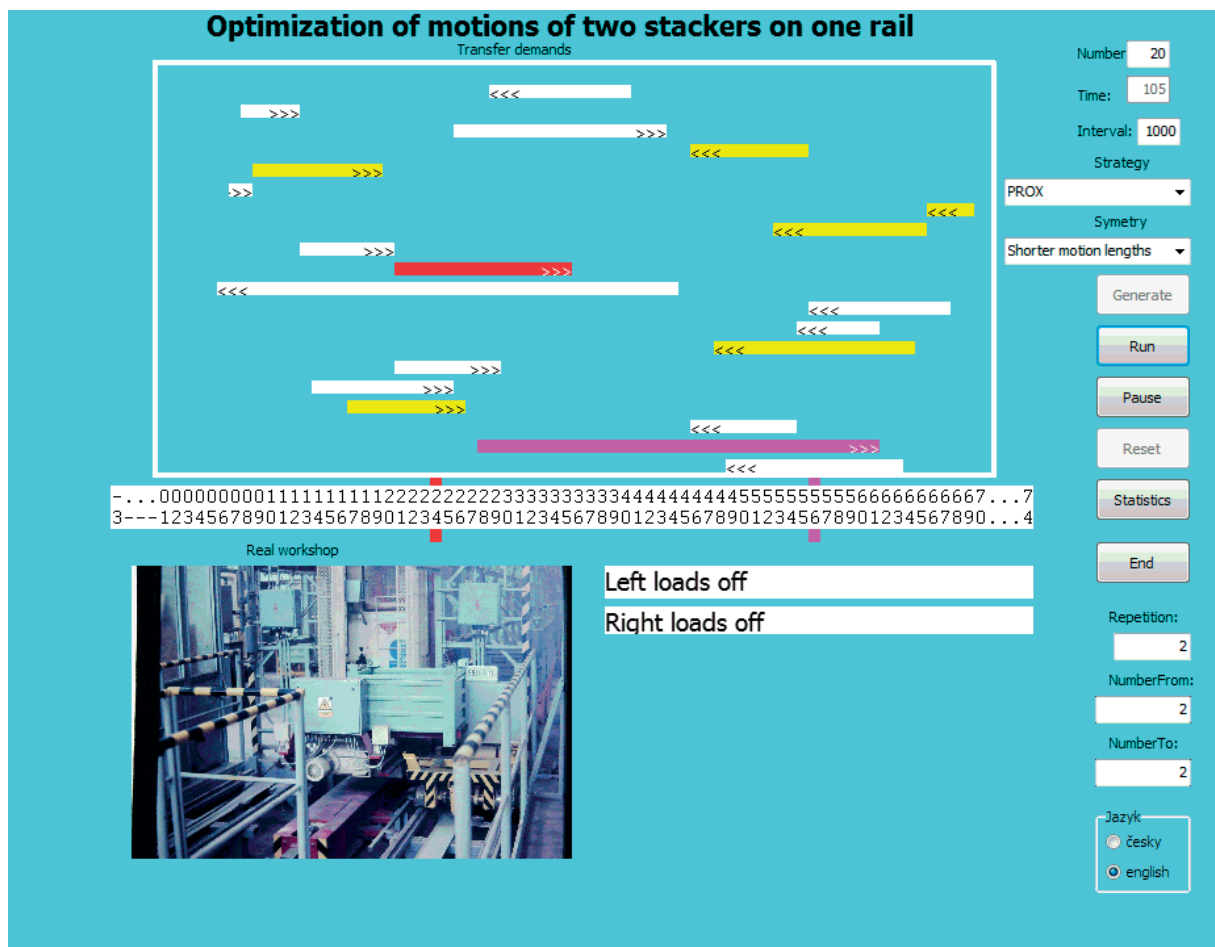 Optimization of motions of two stackers on one rail
Transfer demands
<<<
>>>
>>>
<<<
>>>
>>
<<<
<<<
>>>
>>>
<<<
<<<
<<<
<<<
>>>
>>>
>>>
<<<
>>>
<<<
-...0000000001111111111222222222233333333334444444444555555555566666666667...7
3---1234567890123456789012345678901234567890123456789012345678901234567890...4
Real workshop
Left loads off
Right loads off
Number 20
Time: 105
Interval: 1000
Strategy
PROX
Symetry
Shorter motion lengths
Generate
Run
Pause
Reset
Statistics
End
Repetition:
2
NumberFrom:
2
NumberTo:
2
Jazyk
česky
english